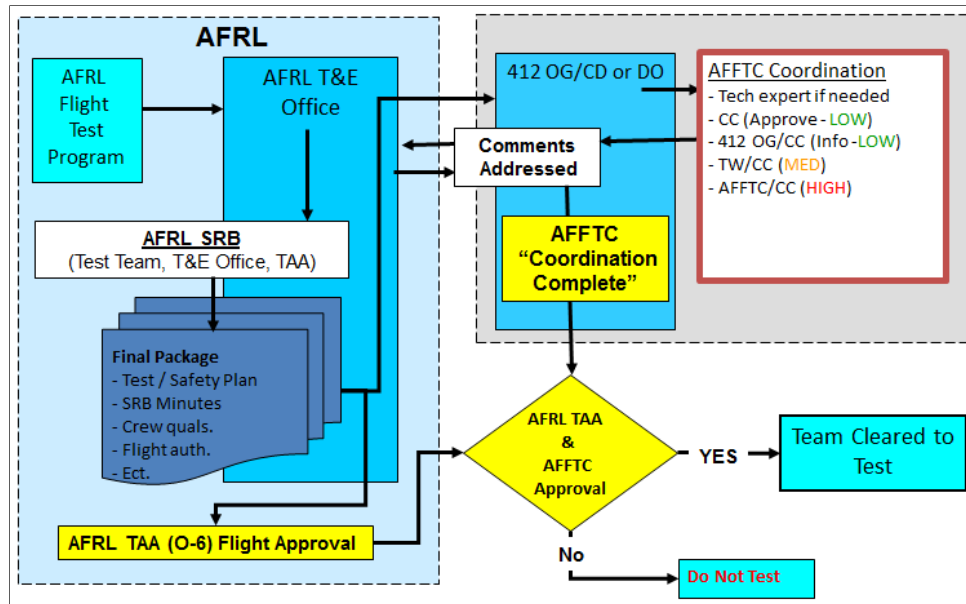 AFRL
AFRL
Flight
Test
Program
AFRL T&E
Office
AFRL SRB
(Test Team, T&E Office, TAA)
Final Package
- Test / Safety Plan
- SRB Minutes
- Crew quals.
- Flight auth.
- Ect.
AFRL TAA (O-6) Flight Approval
412 OG/CD or DO
Comments
Addressed
AFFTC
“Coordination
Complete”
AFFTC Coordination
- Tech expert if needed
- CC (Approve - LOW)
- 412 OG/CC (Info - LOW)
- TW/CC (MED)
- AFFTC/CC (HIGH)
AFRL TAA
&
AFFTC
Approval
YES
Team Cleared to
Test
No
Do Not Test